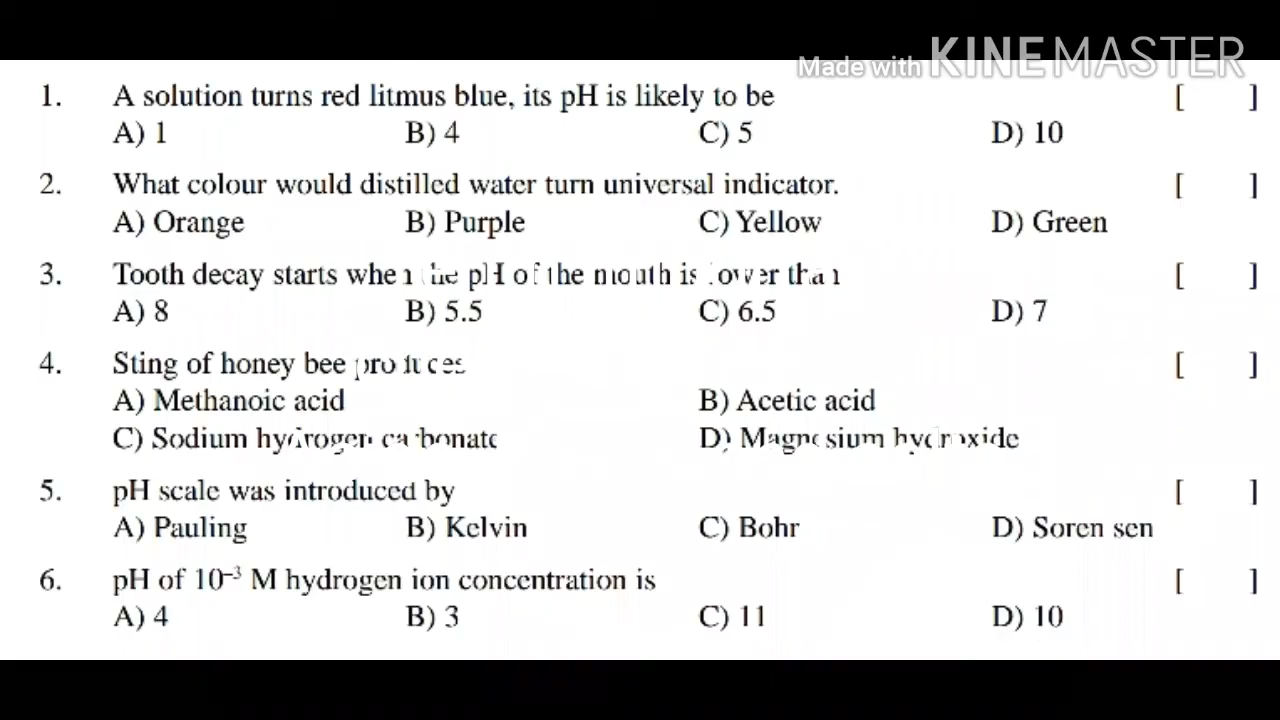 Made with KINEMASTER
1. A solution turns red litmus blue, its pH is likely to be [ ]
A) 1 B) 4 C) 5 D) 10
2. What colour would distilled water turn universal indicator. [ ]
A) Orange B) Purple C) Yellow D) Green
3. Tooth decay starts when the pH of the mouth is lower than [ ]
A) 8 B) 5.5 C) 6.5 D) 7
4. Sting of honey bee produces [ ]
A) Methanoic acid B) Acetic acid
C) Sodium hydrogen carbonate D) Magnesium hydroxide
5. pH scale was introduced by [ ]
A) Pauling B) Kelvin C) Bohr D) Soren sen
6. pH of 10⁻³ M hydrogen ion concentration is [ ]
A) 4 B) 3 C) 11 D) 10